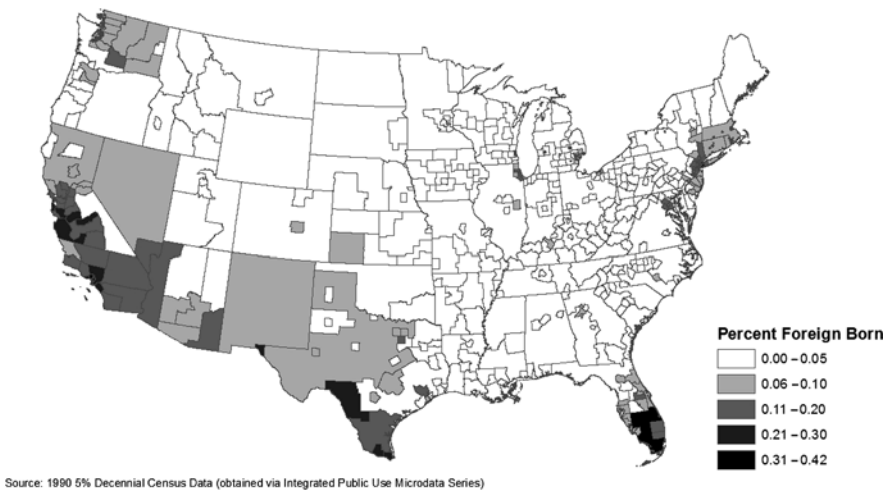 Percent Foreign Born
0.00 – 0.05
0.06 – 0.10
0.11 – 0.20
0.21 – 0.30
0.31 – 0.42
Source: 1990 5% Decennial Census Data (obtained via Integrated Public Use Microdata Series)